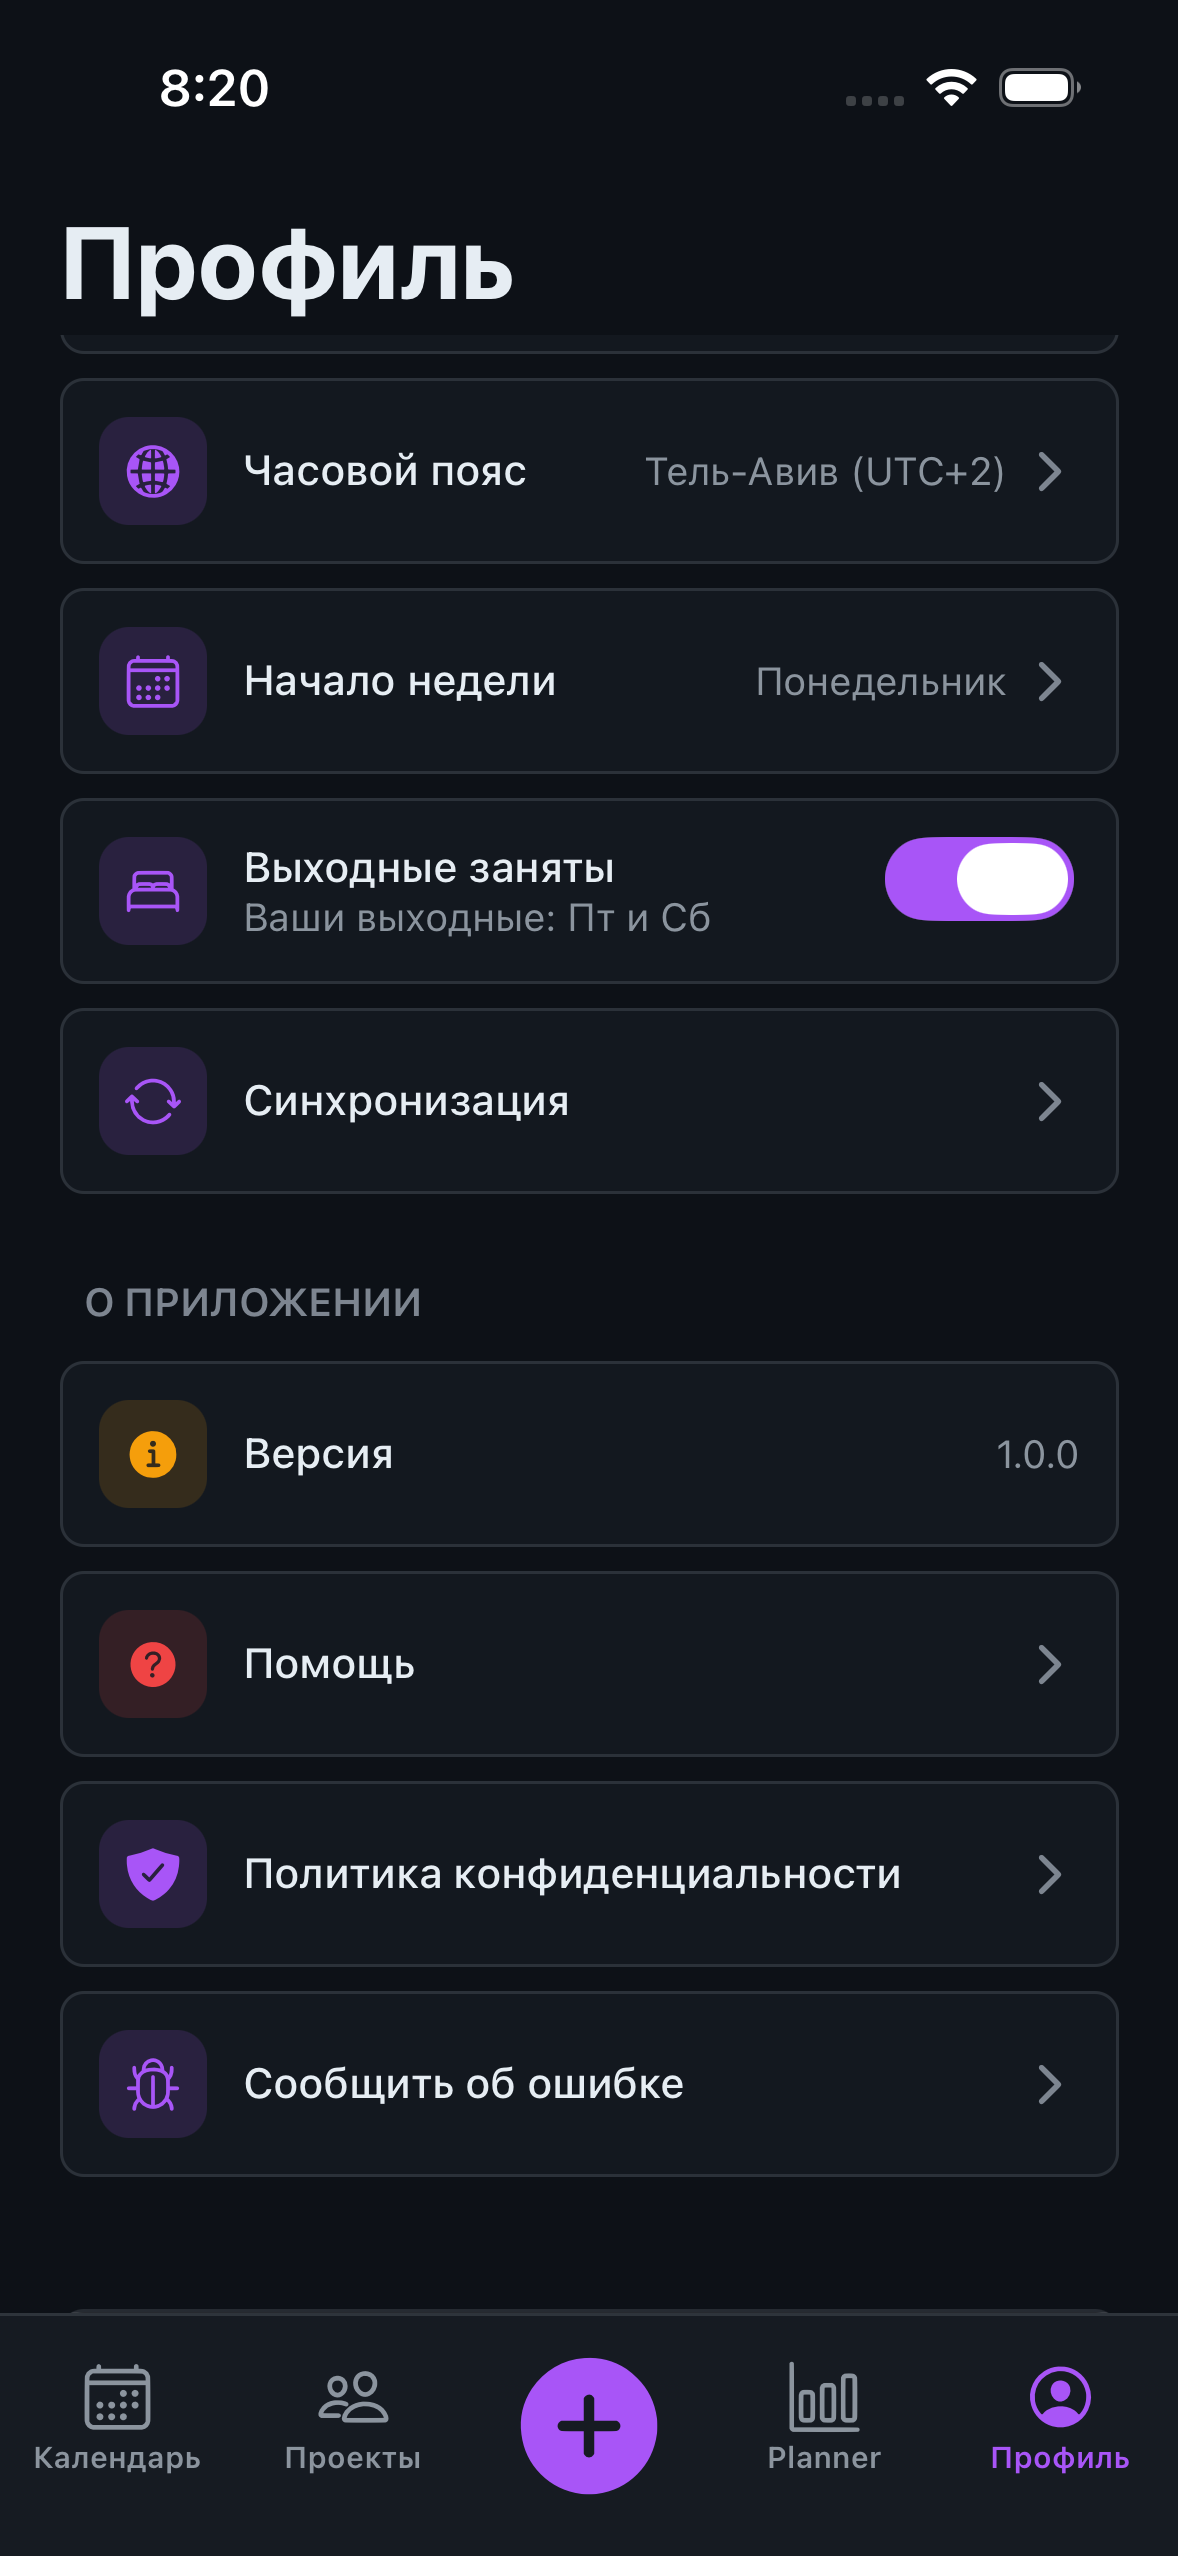 8:20
Профиль
Часовой пояс
Тель-Авив (UTC+2)
Начало недели
Понедельник
Выходные заняты
Ваши выходные: Пт и Сб
Синхронизация
О ПРИЛОЖЕНИИ
Версия
1.0.0
Помощь
Политика конфиденциальности
Сообщить об ошибке
Календарь
Проекты
Planner
Профиль